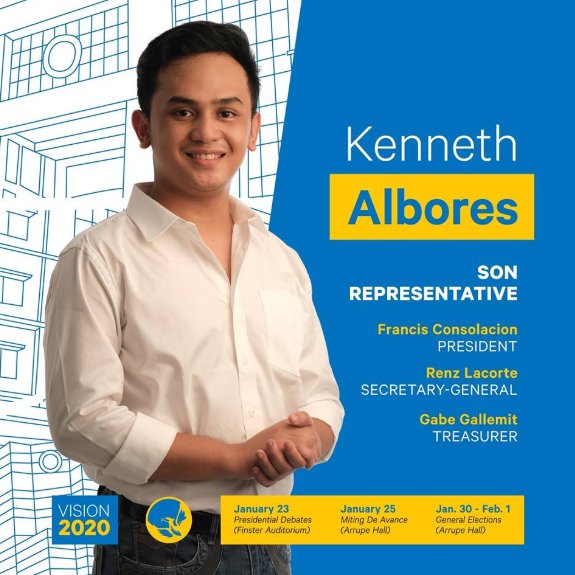 Kenneth
Albores
SON
REPRESENTATIVE
Francis Consolacion
PRESIDENT
Renz Lacorte
SECRETARY-GENERAL
Gabe Gallemit
TREASURER
VISION
2020
January 23
Presidential Debates
(Finster Auditorium)
January 25
Miting De Avance
(Arrupe Hall)
Jan. 30 - Feb. 1
General Elections
(Arrupe Hall)